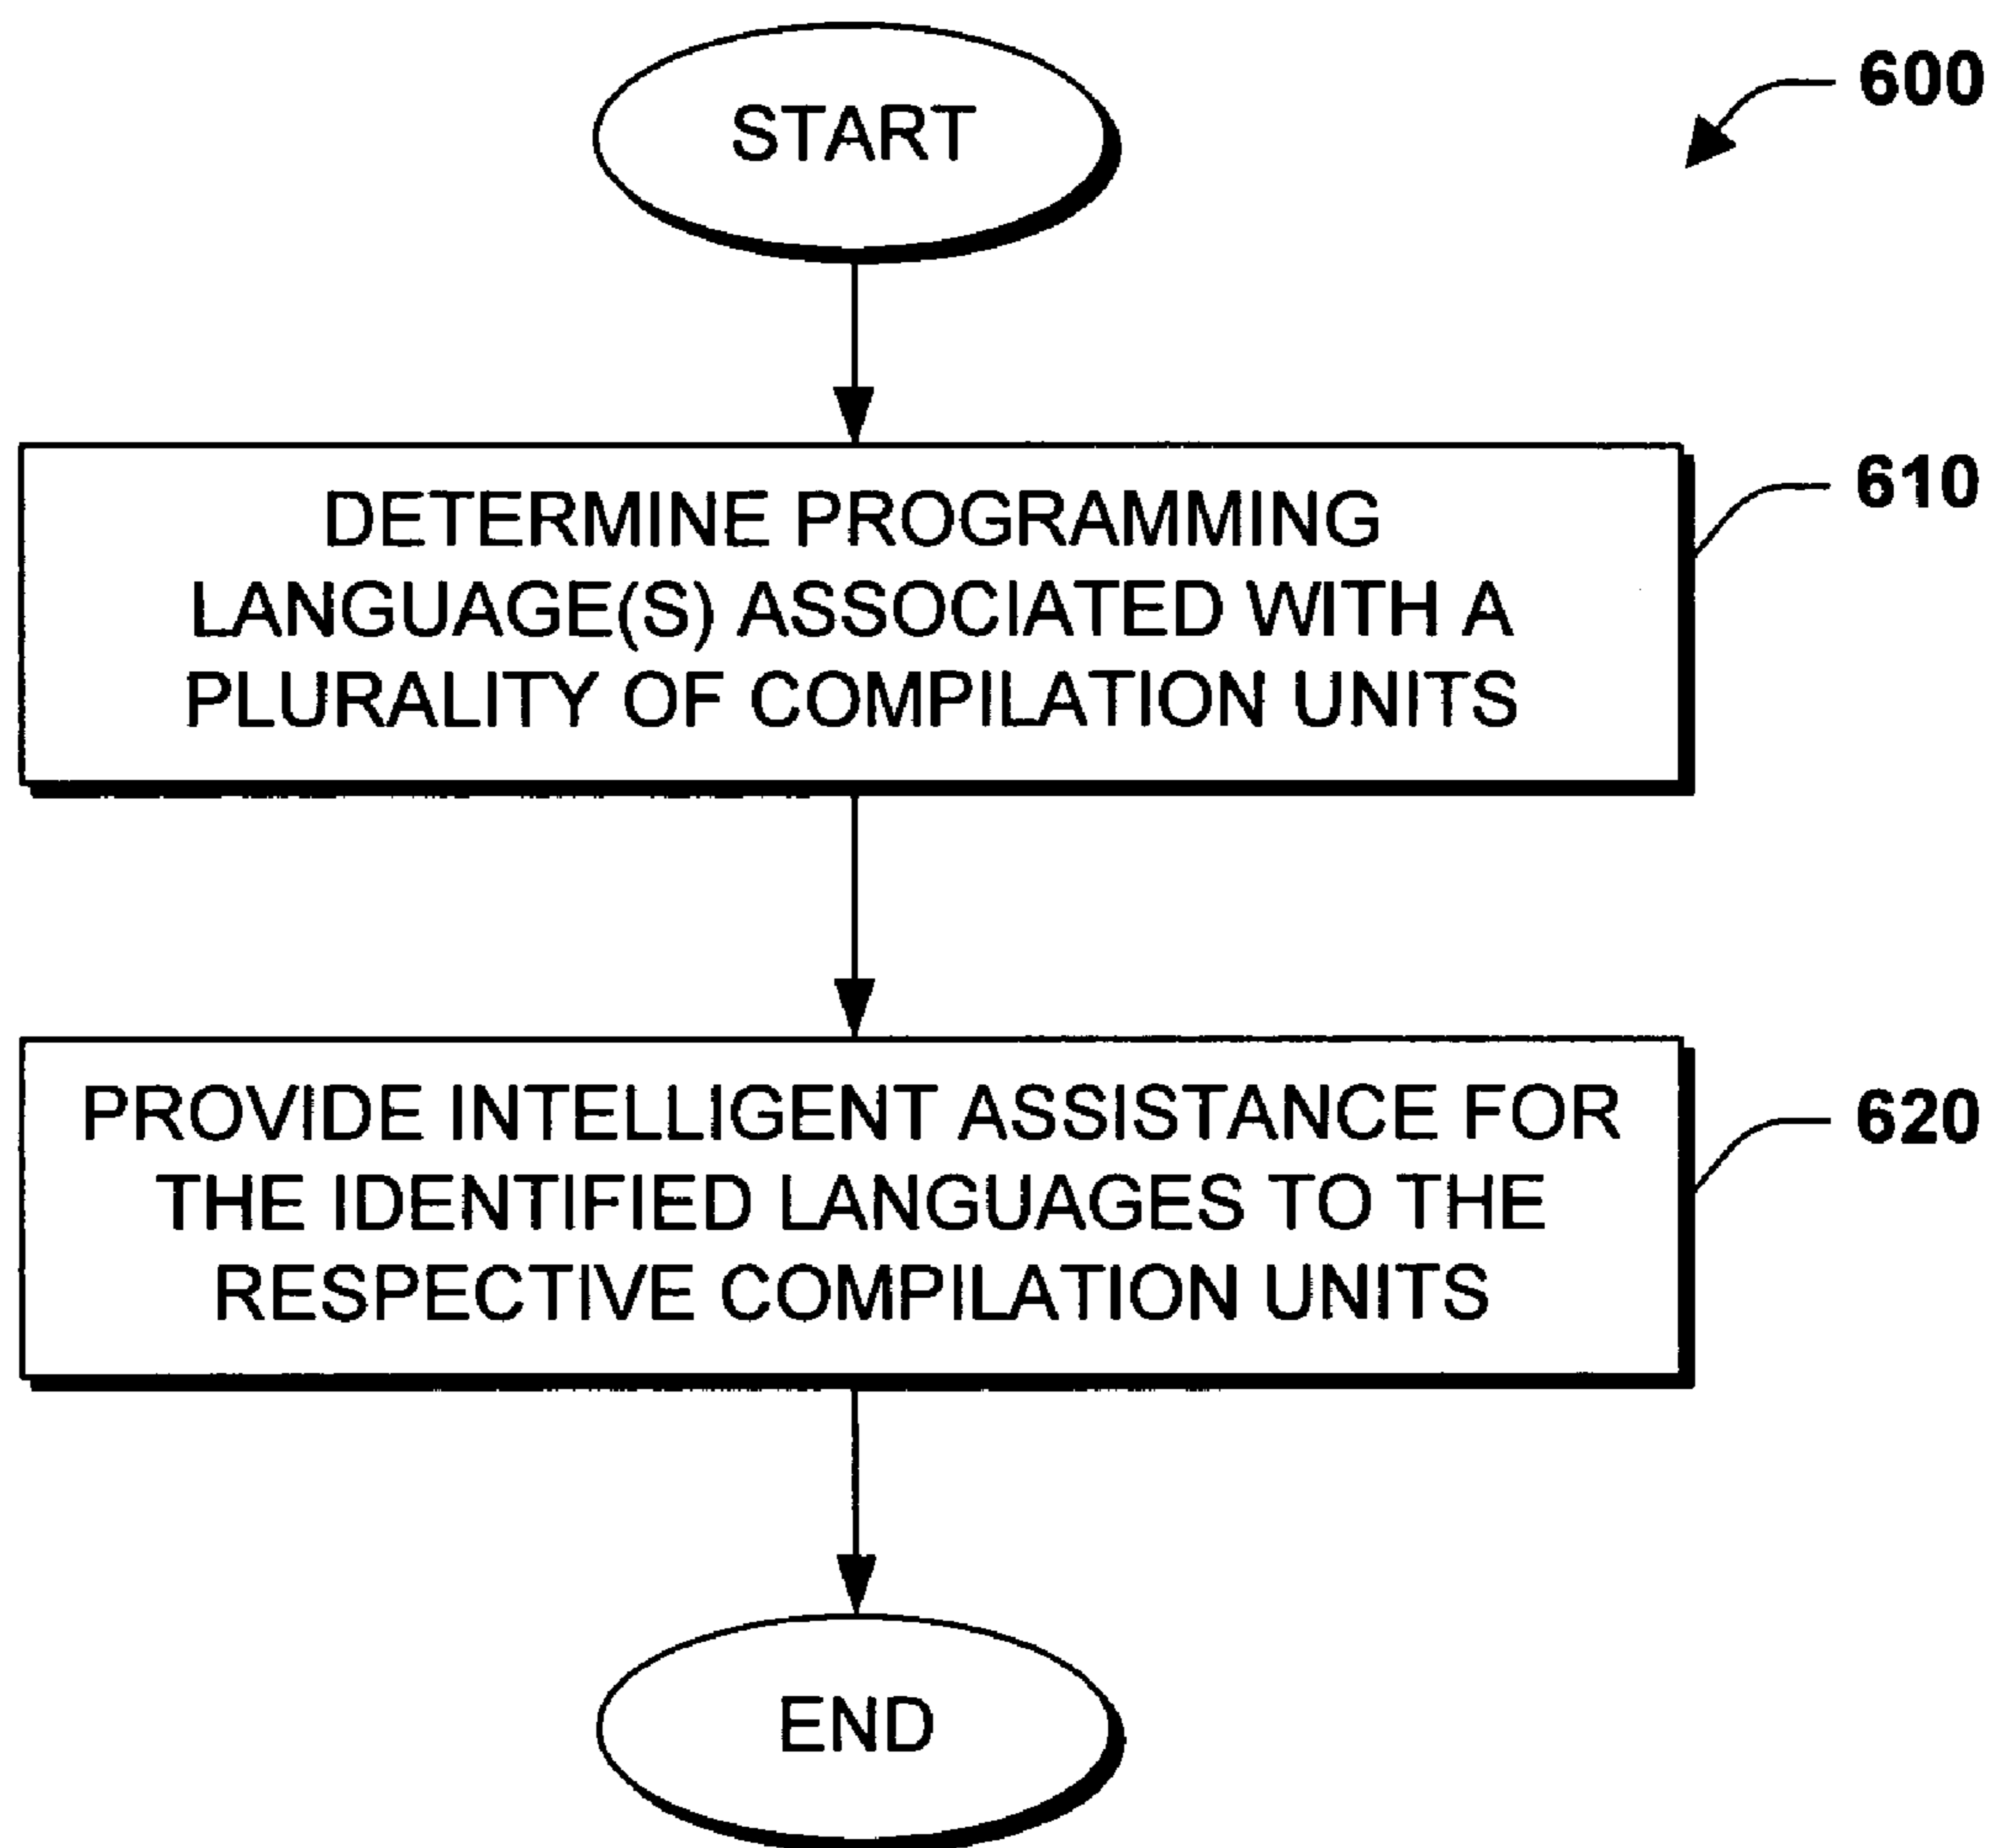 START
600
DETERMINE PROGRAMMING
LANGUAGE(S) ASSOCIATED WITH A
PLURALITY OF COMPILATION UNITS
610
PROVIDE INTELLIGENT ASSISTANCE FOR
THE IDENTIFIED LANGUAGES TO THE
RESPECTIVE COMPILATION UNITS
620
END